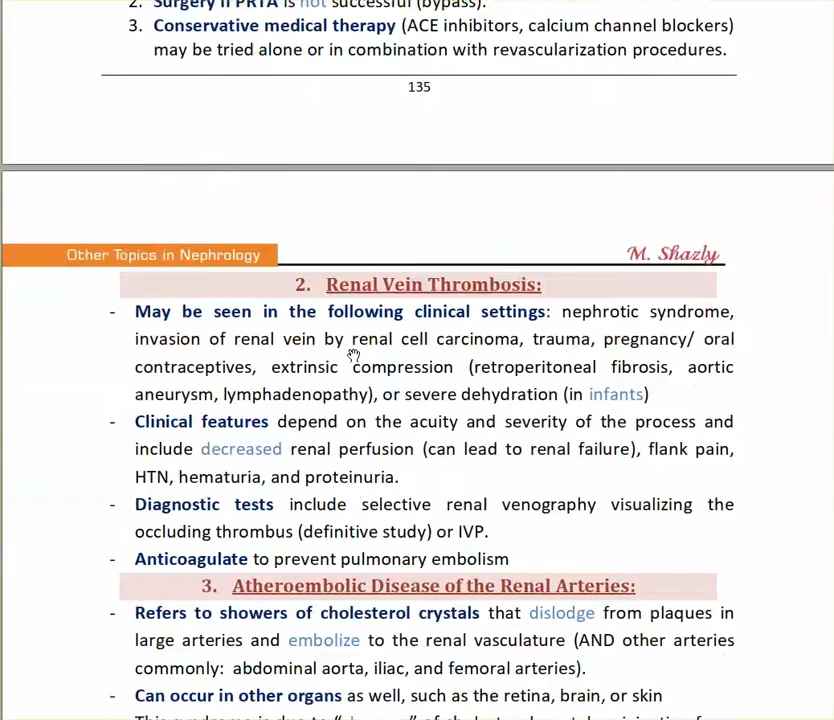 2. Surgery if PRTA is not successful (bypass).
3. Conservative medical therapy (ACE inhibitors, calcium channel blockers)
may be tried alone or in combination with revascularization procedures.
135
Other Topics in Nephrology
M. Shazly
2. Renal Vein Thrombosis:
- May be seen in the following clinical settings: nephrotic syndrome,
invasion of renal vein by renal cell carcinoma, trauma, pregnancy/ oral
contraceptives, extrinsic compression (retroperitoneal fibrosis, aortic
aneurysm, lymphadenopathy), or severe dehydration (in infants)
- Clinical features depend on the acuity and severity of the process and
include decreased renal perfusion (can lead to renal failure), flank pain,
HTN, hematuria, and proteinuria.
- Diagnostic tests include selective renal venography visualizing the
occluding thrombus (definitive study) or IVP.
- Anticoagulate to prevent pulmonary embolism
3. Atheroembolic Disease of the Renal Arteries:
- Refers to showers of cholesterol crystals that dislodge from plaques in
large arteries and embolize to the renal vasculature (AND other arteries
commonly: abdominal aorta, iliac, and femoral arteries).
- Can occur in other organs as well, such as the retina, brain, or skin
This syndrome is due to "